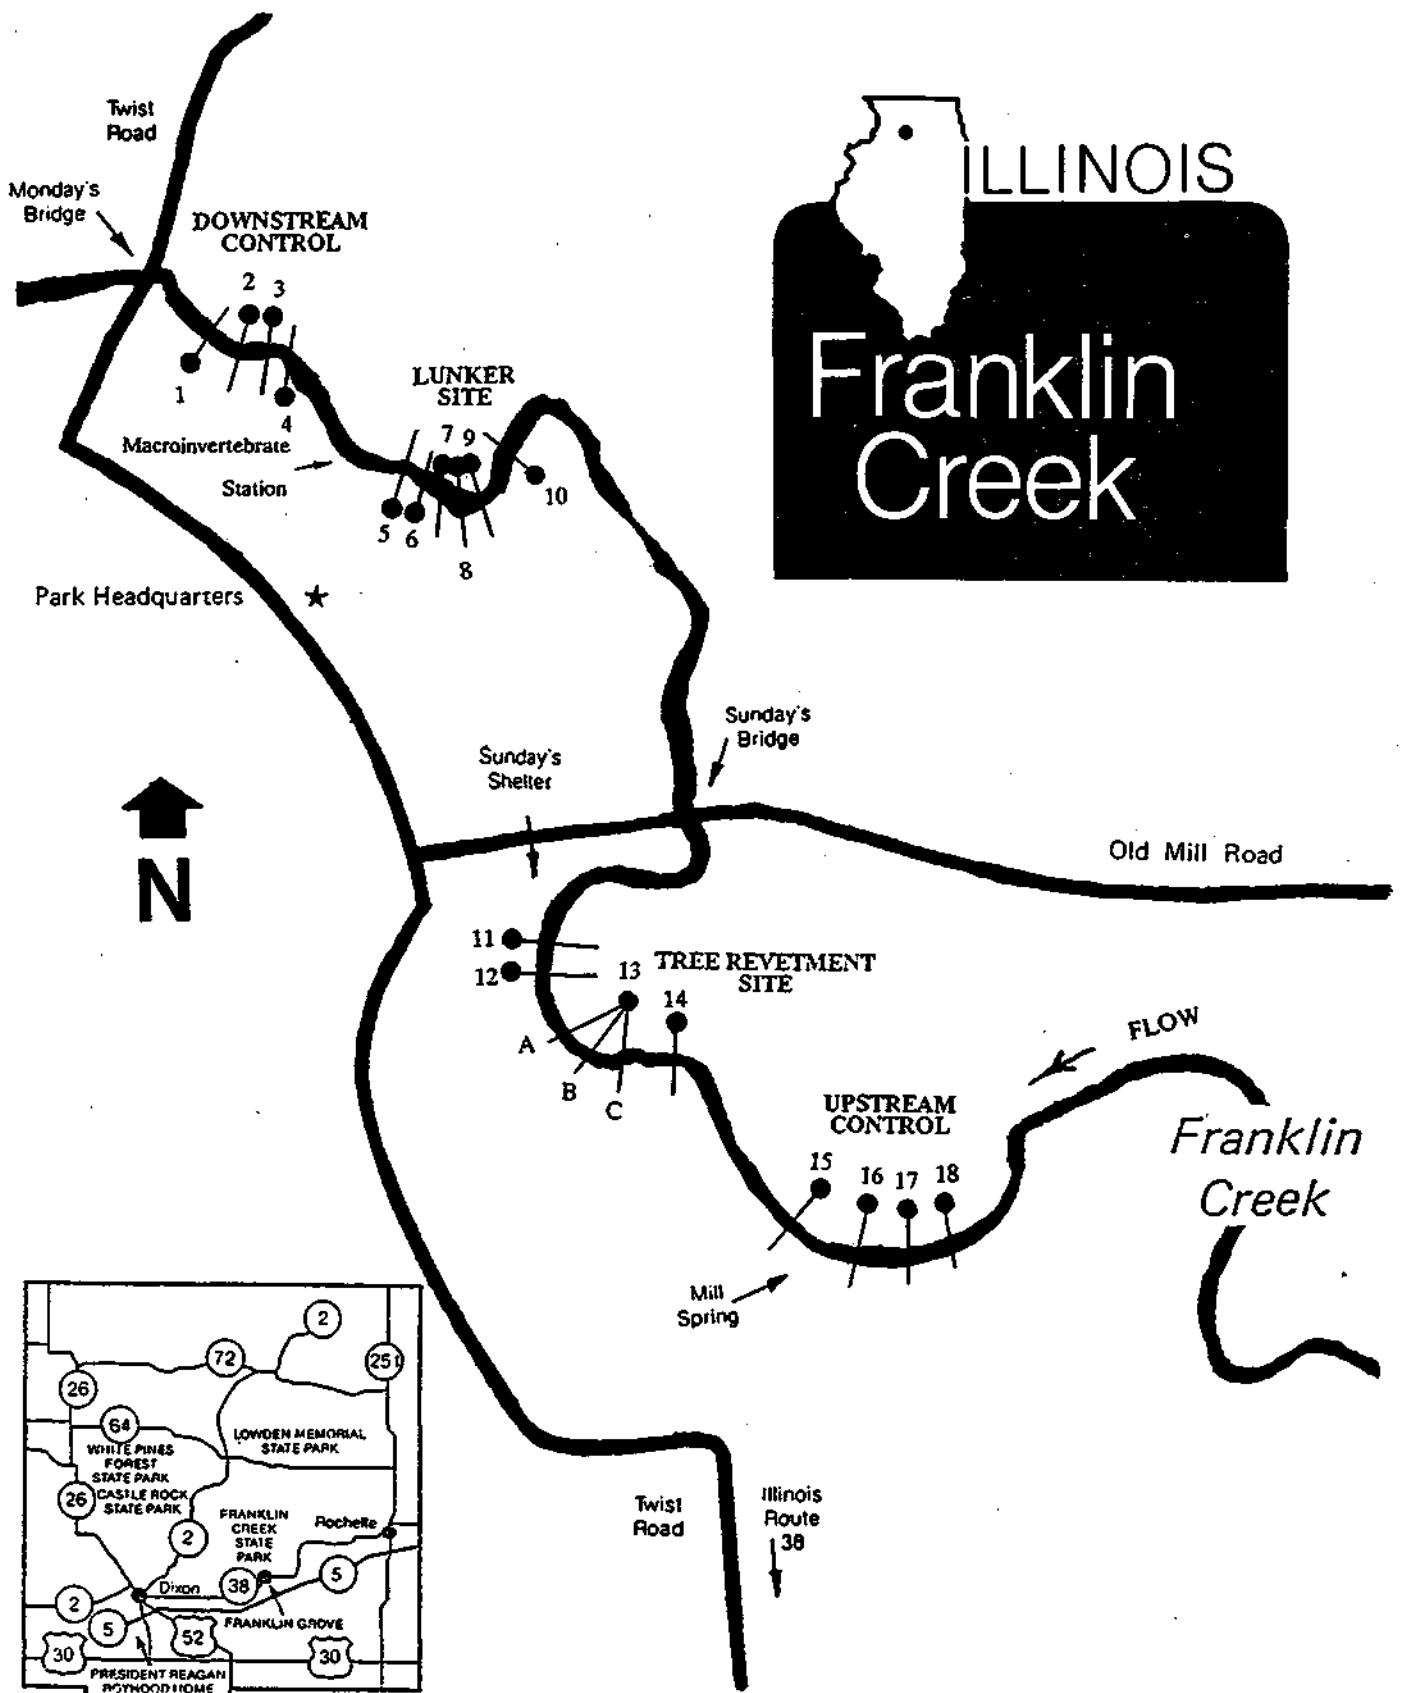 Twist
Road
Monday's
Bridge
DOWNSTREAM
CONTROL
2 3
1
4
ILLINOIS
Franklin
Creek
LUNKER
SITE
7 9
Macroinvertebrate
Station
10
5 6
8
Park Headquarters
Sunday's
Bridge
Sunday's
Shelter
N
Old Mill Road
11
12
13
TREE REVETMENT
SITE
14
A
B
C
FLOW
UPSTREAM
CONTROL
15
16 17 18
Franklin
Creek
Mill
Spring
2
72
251
26
64
LOWDEN MEMORIAL
STATE PARK
WHITE PINES
FOREST
STATE PARK
26
CASTLE ROCK
STATE PARK
2
FRANKLIN
CREEK
STATE
PARK
Rochelle
Dixon
38
5
2
5
52
FRANKLIN GROVE
30
30
PRESIDENT REAGAN
BOYHOOD HOME
Twist
Road
Illinois
Route
38